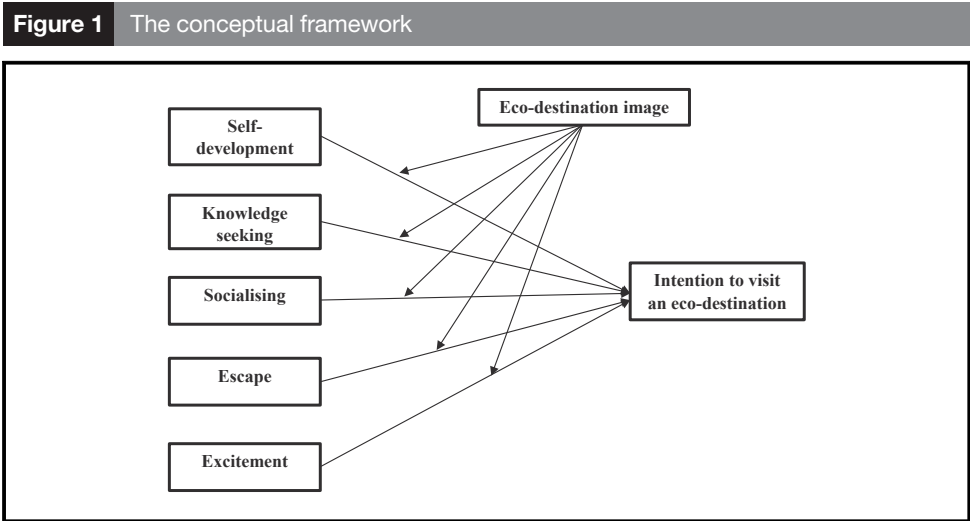 Figure 1 The conceptual framework
Eco-destination image
Self-
development
Knowledge
seeking
Socialising
Escape
Excitement
Intention to visit
an eco-destination